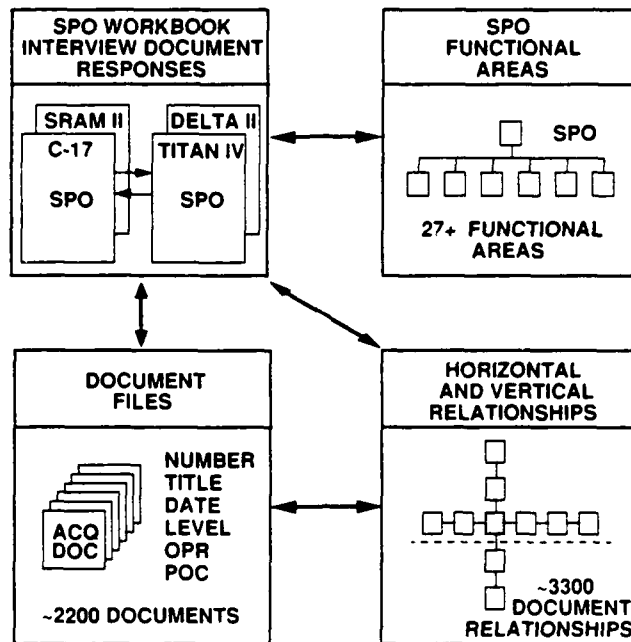 SPO WORKBOOK
INTERVIEW DOCUMENT
RESPONSES
SRAM II
DELTA II
C-17
TITAN IV
SPO
SPO
SPO
FUNCTIONAL
AREAS
SPO
27+ FUNCTIONAL
AREAS
DOCUMENT
FILES
NUMBER
TITLE
DATE
LEVEL
OPR
POC
ACQ
DOC
~2200 DOCUMENTS
HORIZONTAL
AND VERTICAL
RELATIONSHIPS
~3300
DOCUMENT
RELATIONSHIPS